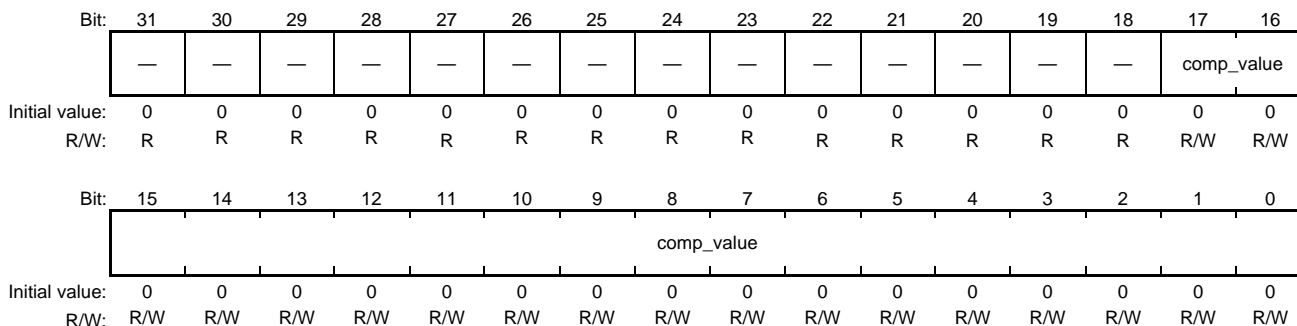 Bit: 31 30 29 28 27 26 25 24 23 22 21 20 19 18 17 16
— — — — — — — — — — — — — — comp_value
Initial value: 0 0 0 0 0 0 0 0 0 0 0 0 0 0 0 0
R/W: R R R R R R R R R R R R R R R/W R/W
Bit: 15 14 13 12 11 10 9 8 7 6 5 4 3 2 1 0
comp_value
Initial value: 0 0 0 0 0 0 0 0 0 0 0 0 0 0 0 0
R/W: R/W R/W R/W R/W R/W R/W R/W R/W R/W R/W R/W R/W R/W R/W R/W R/W